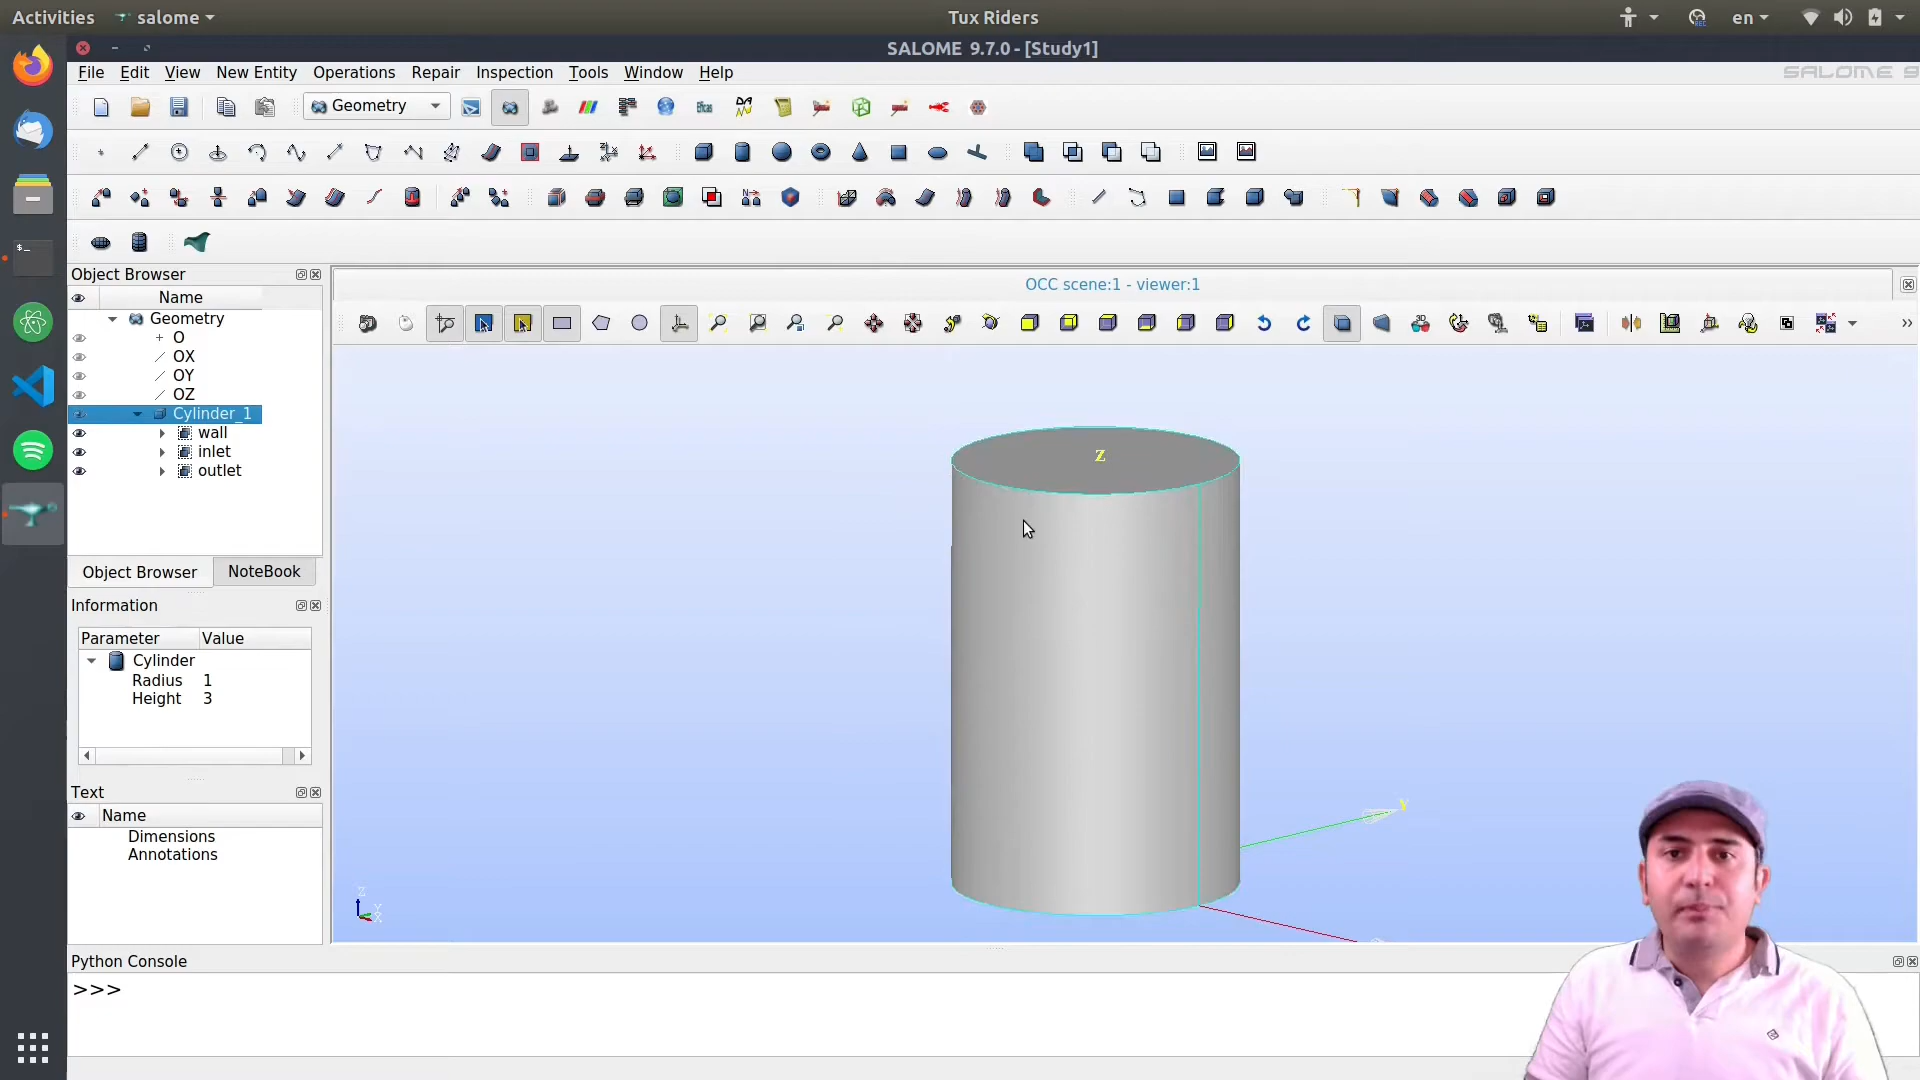 Activities
salome
Tux Riders
en
SALOME 9.7.0 - [Study1]
File Edit View New Entity Operations Repair Inspection Tools Window Help
SALOME 9
Geometry
Object Browser
OCC scene:1 - viewer:1
Name
Geometry
O
OX
OY
OZ
Cylinder_1
wall
inlet
outlet
Z
Object Browser NoteBook
Information
Parameter Value
Cylinder
Radius 1
Height 3
Text
Name
Dimensions
Annotations
Y
Z
Y
X
Python Console
>>>